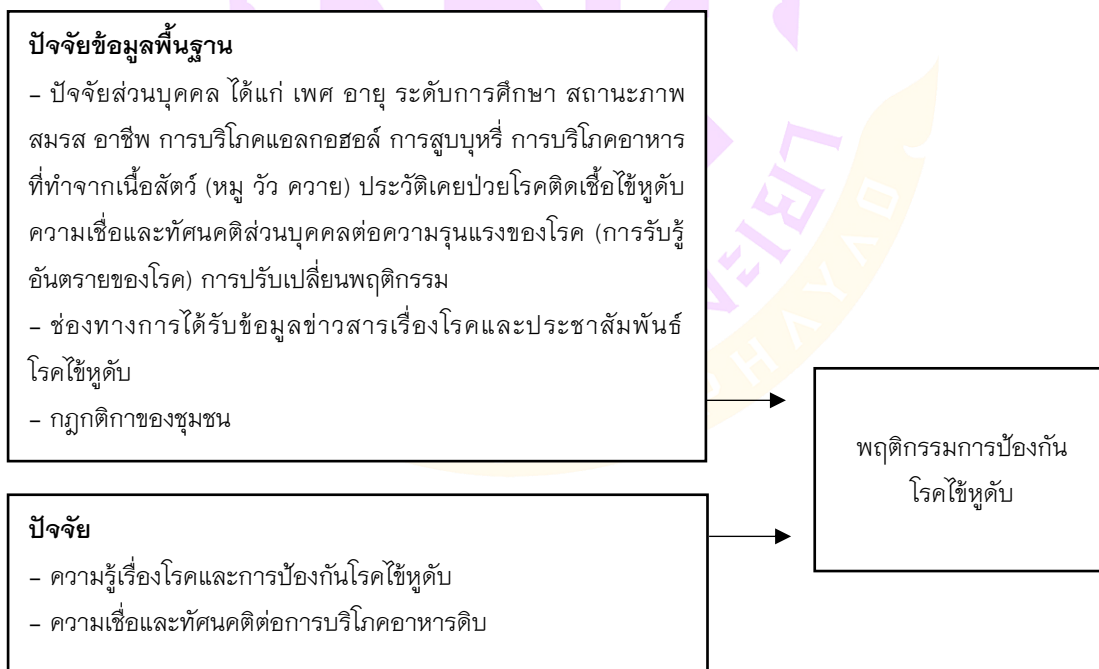 ปัจจัยข้อมูลพื้นฐาน
– ปัจจัยส่วนบุคคล ได้แก่ เพศ อายุ ระดับการศึกษา สถานะภาพ
สมรส อาชีพ การบริโภคแอลกอฮอล์ การสูบบุหรี่ การบริโภคอาหาร
ที่ทำจากเนื้อสัตว์ (หมู วัว ควาย) ประวัติเคยป่วยโรคติดเชื้อไข้หูดับ
ความเชื่อและทัศนคติส่วนบุคคลต่อความรุนแรงของโรค (การรับรู้
อันตรายของโรค) การปรับเปลี่ยนพฤติกรรม
– ช่องทางการได้รับข้อมูลข่าวสารเรื่องโรคและประชาสัมพันธ์
โรคไข้หูดับ
– กฎกติกาของชุมชน
พฤติกรรมการป้องกัน
โรคไข้หูดับ
ปัจจัย
– ความรู้เรื่องโรคและการป้องกันโรคไข้หูดับ
– ความเชื่อและทัศนคติต่อการบริโภคอาหารดิบ